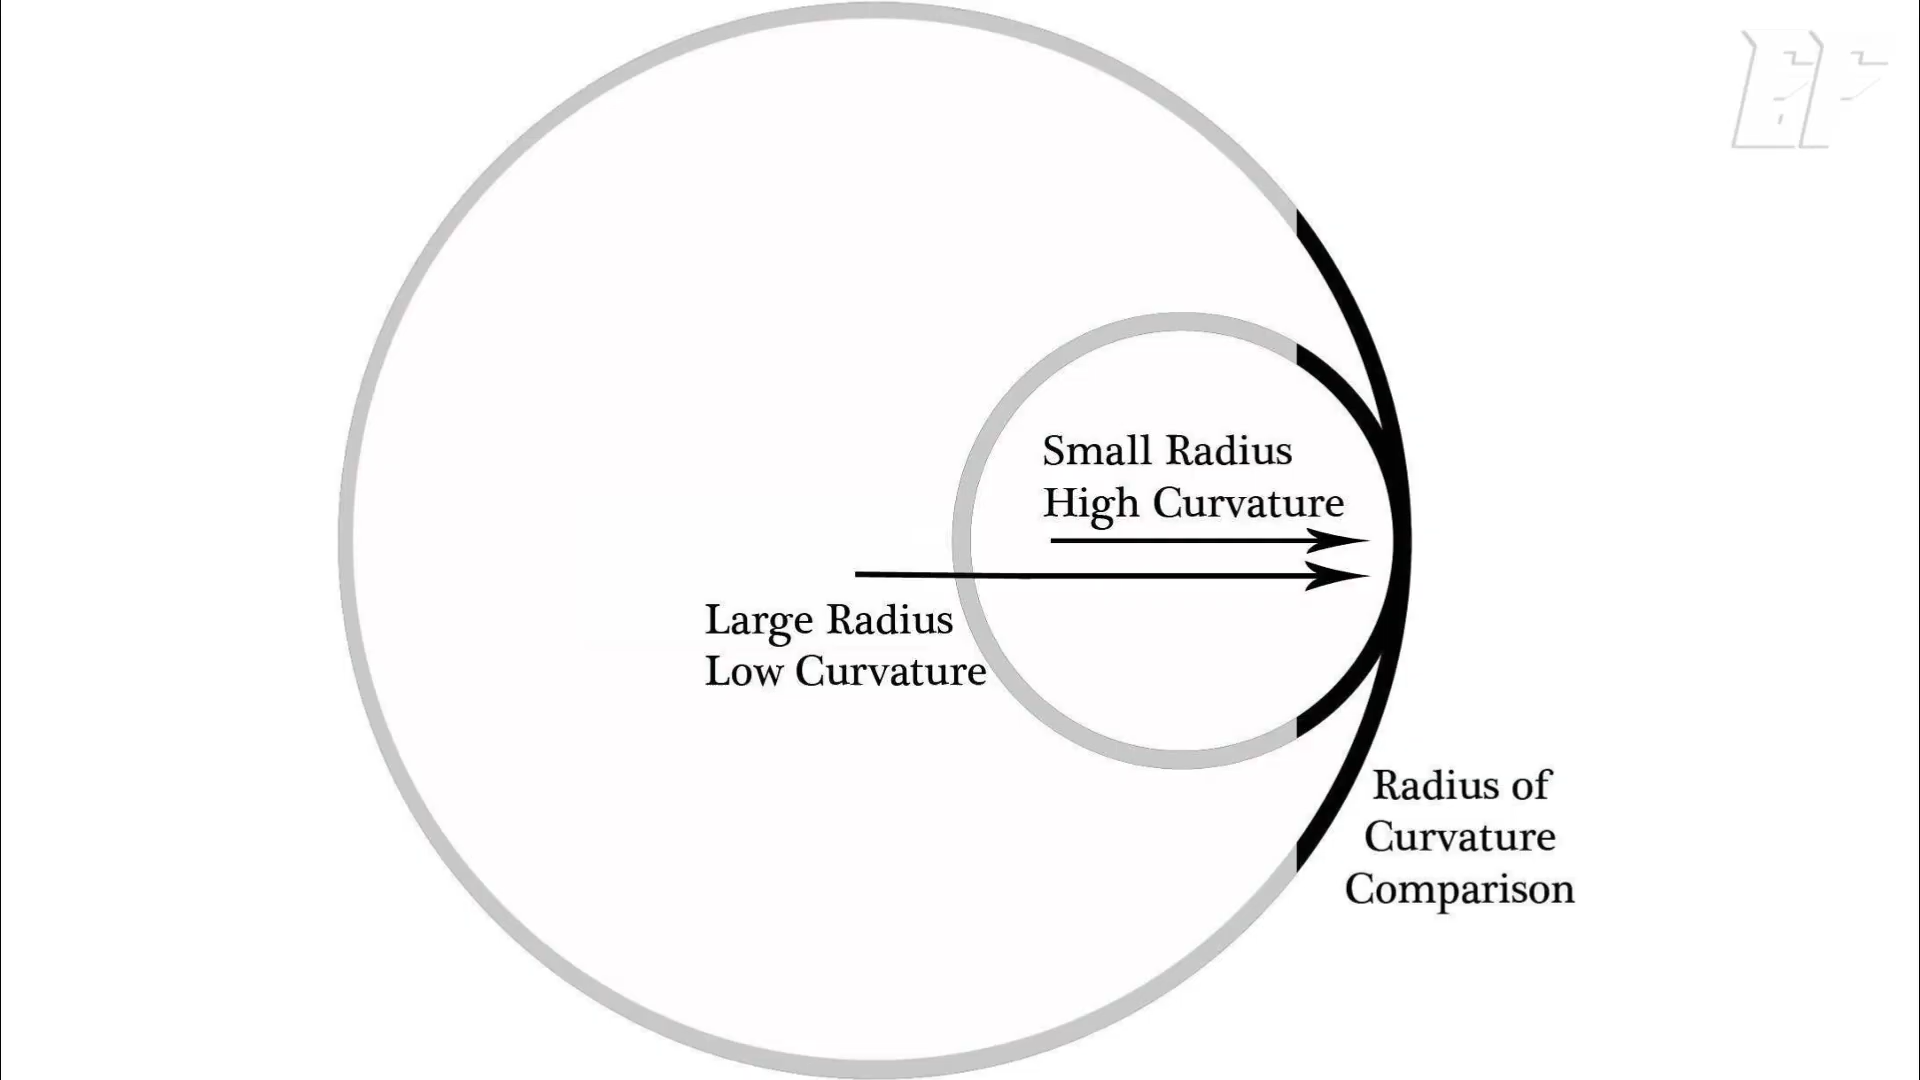 Small Radius
High Curvature
Large Radius
Low Curvature
Radius of
Curvature
Comparison